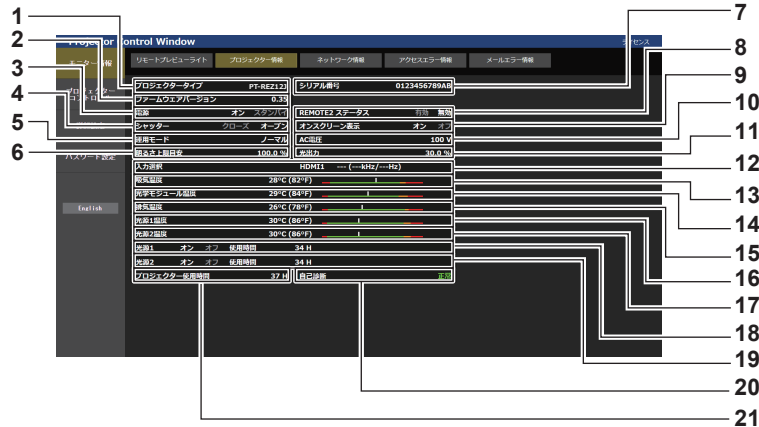 1
2
3
4
5
6
7
8
9
10
11
12
13
14
15
16
17
18
19
20
21
Projector Control Window
ライセンス
モニター情報
リモートプレビューライト
プロジェクター情報
ネットワーク情報
アクセスエラー情報
メールエラー情報
プロジェクタータイプ PT-REZ12J
シリアル番号 0123456789AB
ファームウェアバージョン 0.35
電源 オン スタンバイ
REMOTE2 ステータス 有効 無効
シャッター クローズ オープン
オンスクリーン表示 オン オフ
運用モード ノーマル
AC電圧 100 V
明るさ上限目安 100.0 %
光出力 30.0 %
パスワード設定
入力選択 HDMI1 --- (---kHz/---Hz)
吸気温度 28°C (82°F)
光学モジュール温度 29°C (84°F)
排気温度 26°C (78°F)
光源1温度 30°C (86°F)
光源2温度 30°C (86°F)
English
光源1 オン オフ 使用時間 34 H
光源2 オン オフ 使用時間 34 H
プロジェクター使用時間 37 H
自己診断 正常